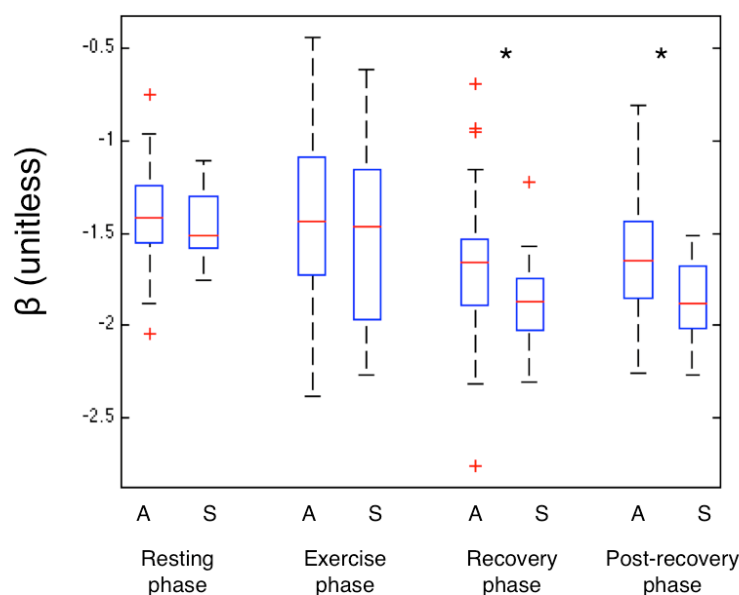 β (unitless)
-0.5
-1
-1.5
-2
-2.5
* *
A S A S A S A S
Resting phase
Exercise phase
Recovery phase
Post-recovery phase